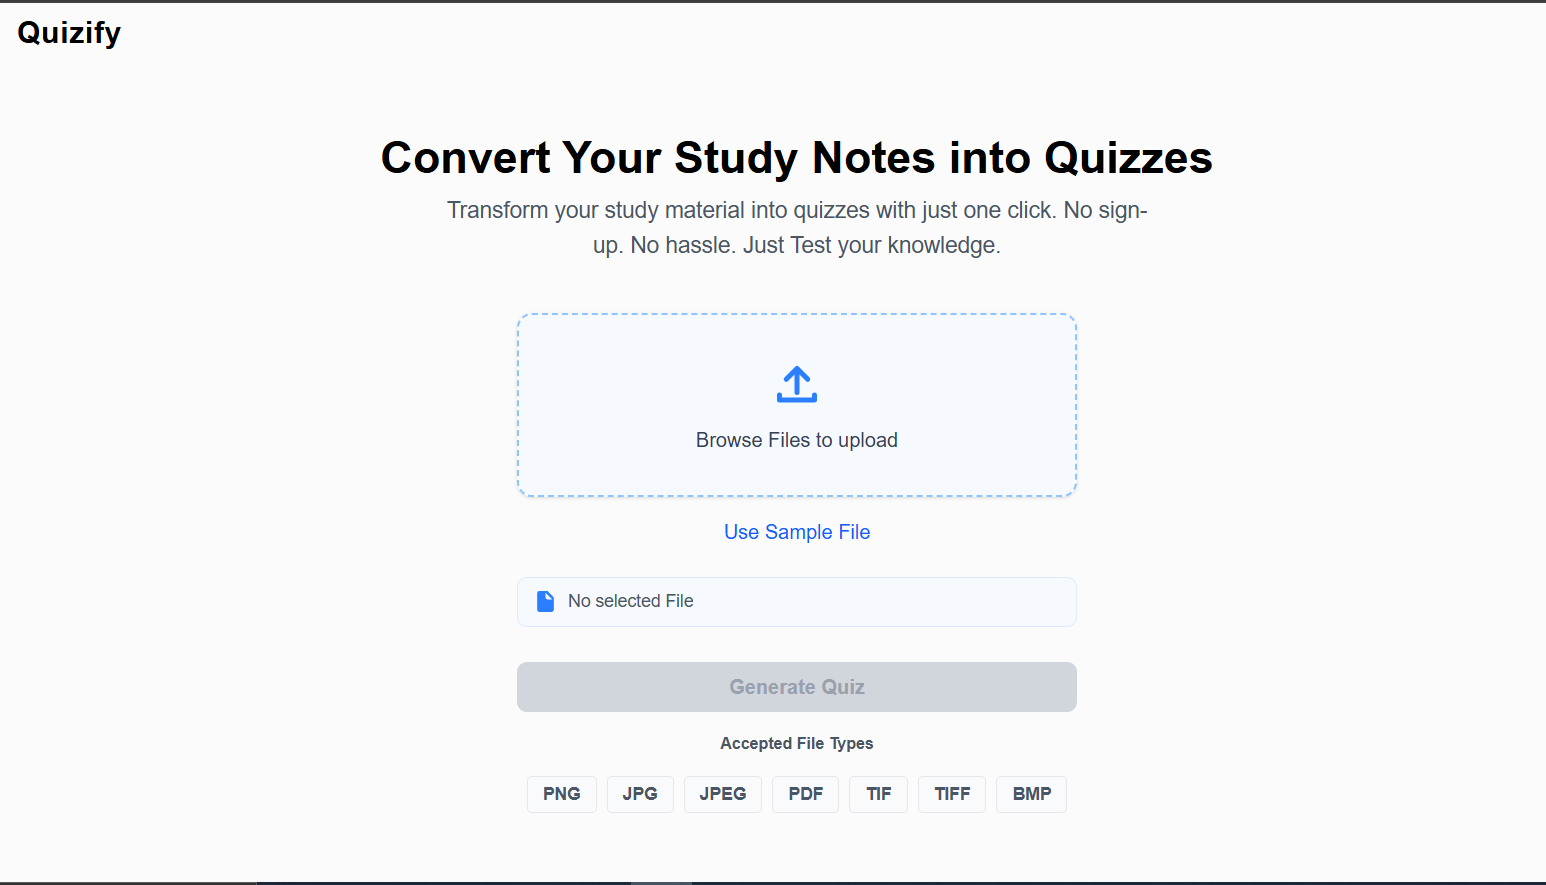 Quizify
Convert Your Study Notes into Quizzes
Transform your study material into quizzes with just one click. No sign-
up. No hassle. Just Test your knowledge.
Browse Files to upload
Use Sample File
No selected File
Generate Quiz
Accepted File Types
PNG JPG JPEG PDF TIF TIFF BMP